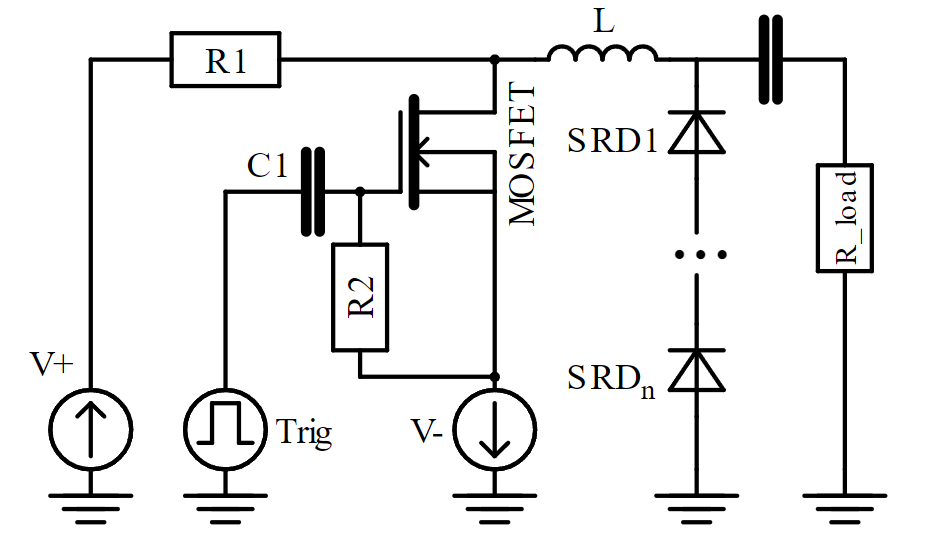 L
R1
SRD1
MOSFET
C1
R_load
R2
V+
SRDn
Trig
V-